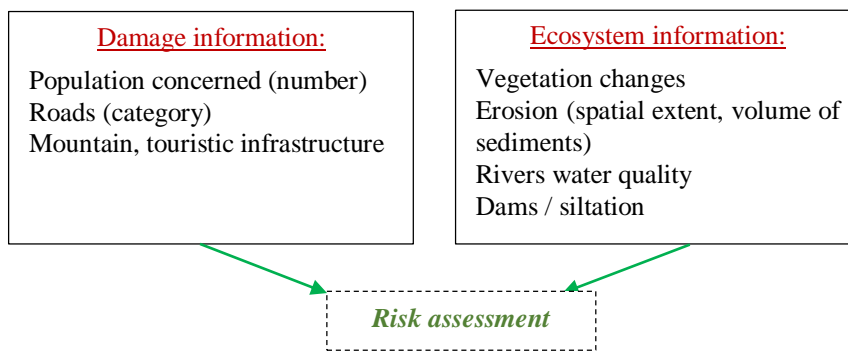 Damage information:
Population concerned (number)
Roads (category)
Mountain, touristic infrastructure
Ecosystem information:
Vegetation changes
Erosion (spatial extent, volume of
sediments)
Rivers water quality
Dams / siltation
Risk assessment